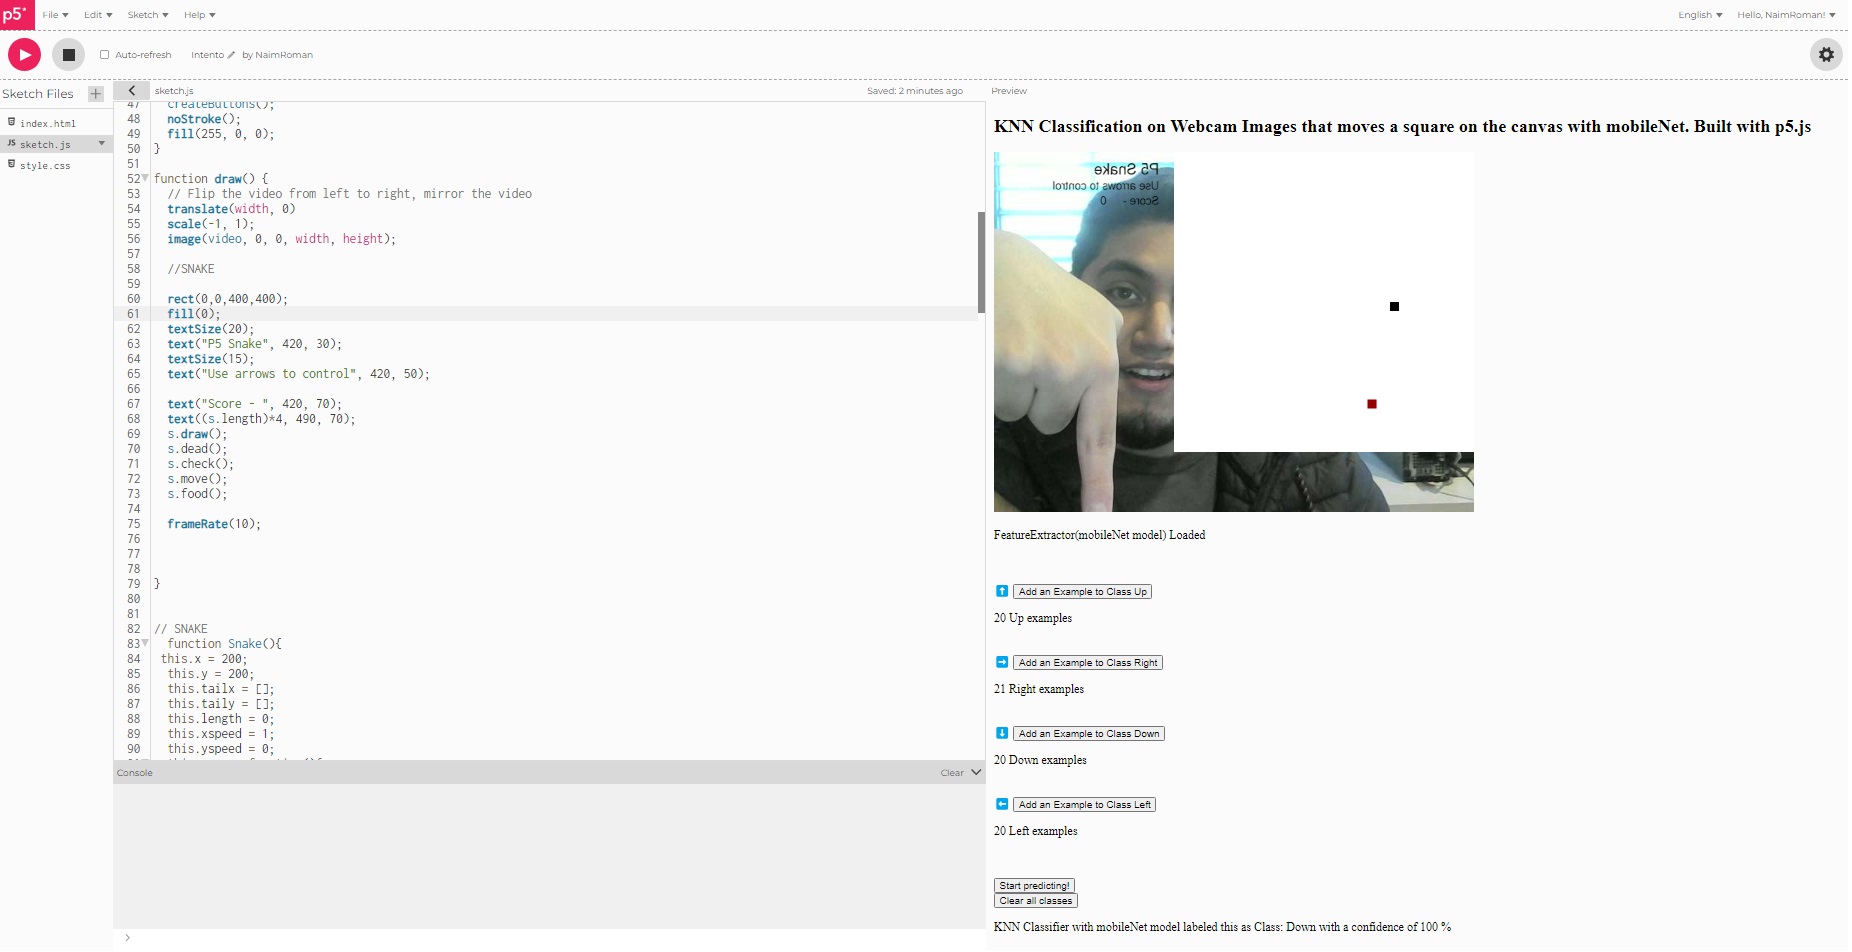 p5*
File Edit Sketch Help
English Hello, NaimRoman!
Auto-refresh Intento by NaimRoman
Sketch Files
index.html
sketch.js
style.css
sketch.js Saved: 2 minutes ago
47 createButtons();
48 noStroke();
49 fill(255, 0, 0);
50 }
51
52 function draw() {
53 // Flip the video from left to right, mirror the video
54 translate(width, 0)
55 scale(-1, 1);
56 image(video, 0, 0, width, height);
57
58 //SNAKE
59
60 rect(0,0,400,400);
61 fill(0);
62 textSize(20);
63 text("P5 Snake", 420, 30);
64 textSize(15);
65 text("Use arrows to control", 420, 50);
66
67 text("Score - ", 420, 70);
68 text((s.length)*4, 490, 70);
69 s.draw();
70 s.dead();
71 s.check();
72 s.move();
73 s.food();
74
75 frameRate(10);
76
77
78
79 }
80
81
82 // SNAKE
83 function Snake(){
84 this.x = 200;
85 this.y = 200;
86 this.tailx = [];
87 this.taily = [];
88 this.length = 0;
89 this.xspeed = 1;
90 this.yspeed = 0;
Console Clear
>
Preview
KNN Classification on Webcam Images that moves a square on the canvas with mobileNet. Built with p5.js
P5 Snake
Use arrows to control
Score - 0
FeatureExtractor(mobileNet model) Loaded
Add an Example to Class Up
20 Up examples
Add an Example to Class Right
21 Right examples
Add an Example to Class Down
20 Down examples
Add an Example to Class Left
20 Left examples
Start predicting!
Clear all classes
KNN Classifier with mobileNet model labeled this as Class: Down with a confidence of 100 %